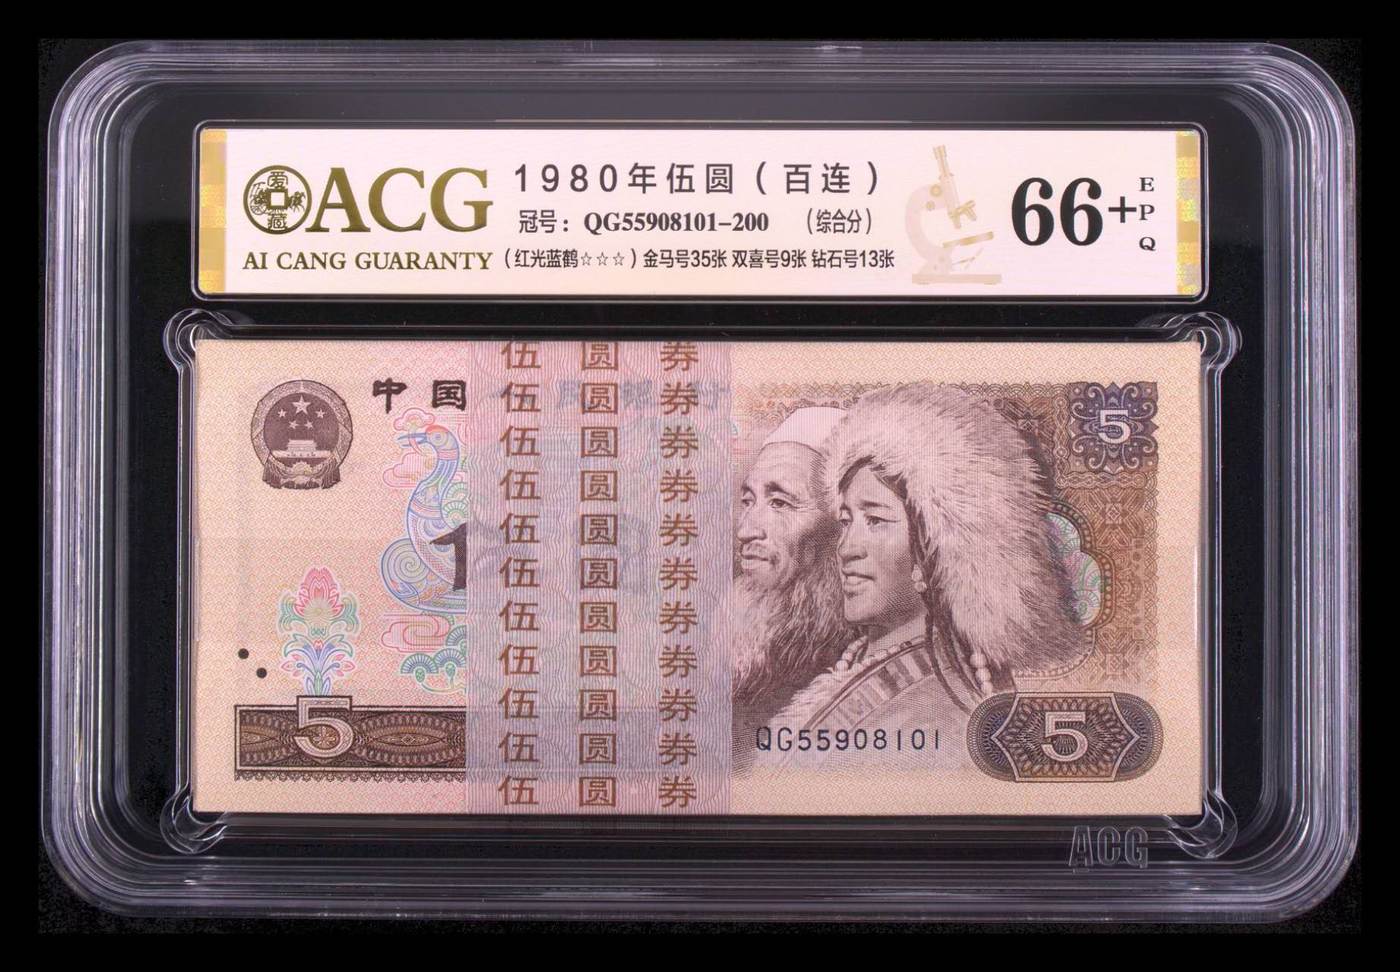 爱藏
ACG
AI CANG GUARANTY
1980年伍圆（百连）
冠号：QG55908101-200 （综合分）
（红光蓝鹤☆☆☆）金马号35张 双喜号9张 钻石号13张
66+
EPQ
中国
伍 圆 券
伍 圆 券
伍 圆 券
伍 圆 券
伍 圆 券
伍 圆 券
伍 圆 券
伍 圆 券
伍 圆 券
伍 圆 券
伍 圆 券
5
5
QG55908101
5
ACG